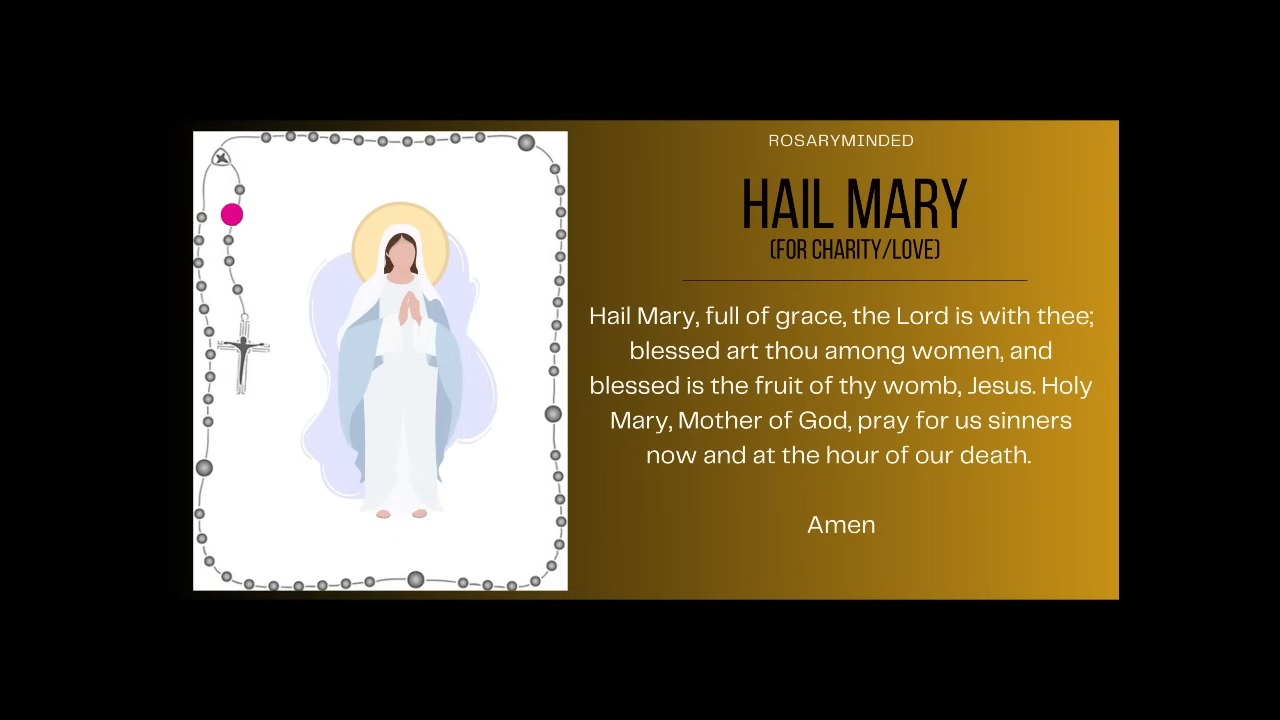 ROSARYMINDED
HAIL MARY
(FOR CHARITY/LOVE)
Hail Mary, full of grace, the Lord is with thee;
blessed art thou among women, and
blessed is the fruit of thy womb, Jesus. Holy
Mary, Mother of God, pray for us sinners
now and at the hour of our death.
Amen